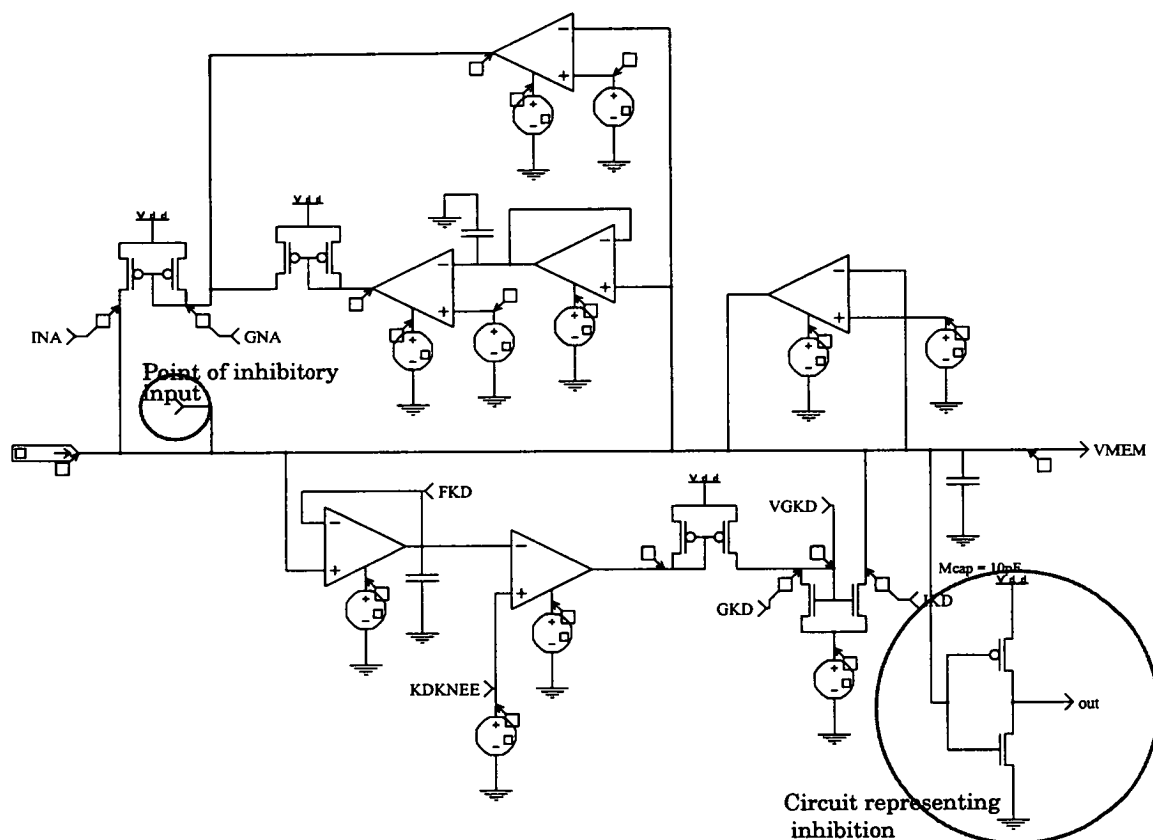 Vdd
Vdd
INA
GNA
Point of inhibitory
input
VMEM
FKD
Vdd
VGKD
Mcap = 10pF
Vdd
GKD
IKD
KDKNEE
out
Circuit representing
inhibition